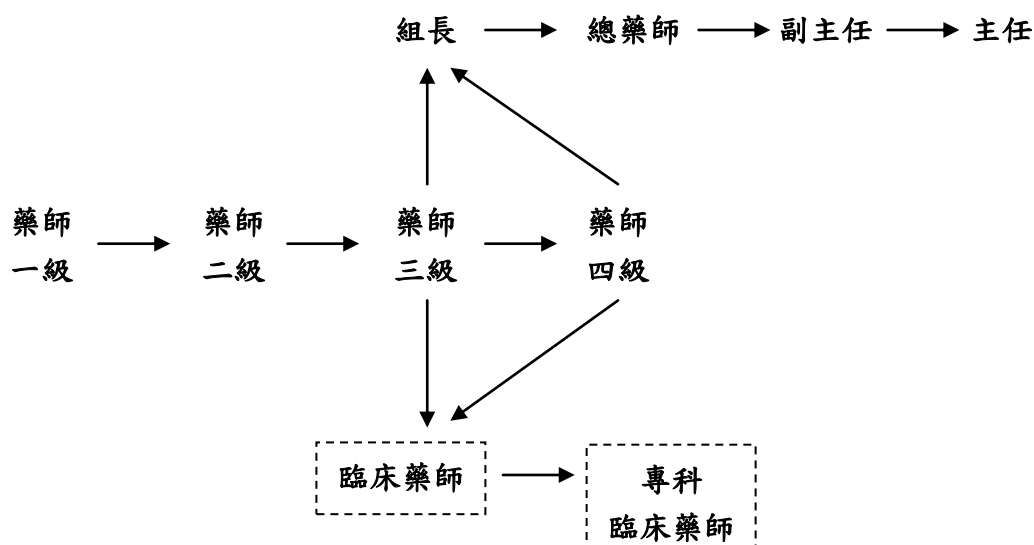 組長 總藥師 副主任 主任
藥師 藥師 藥師 藥師
一級 二級 三級 四級
臨床藥師 專科
臨床藥師